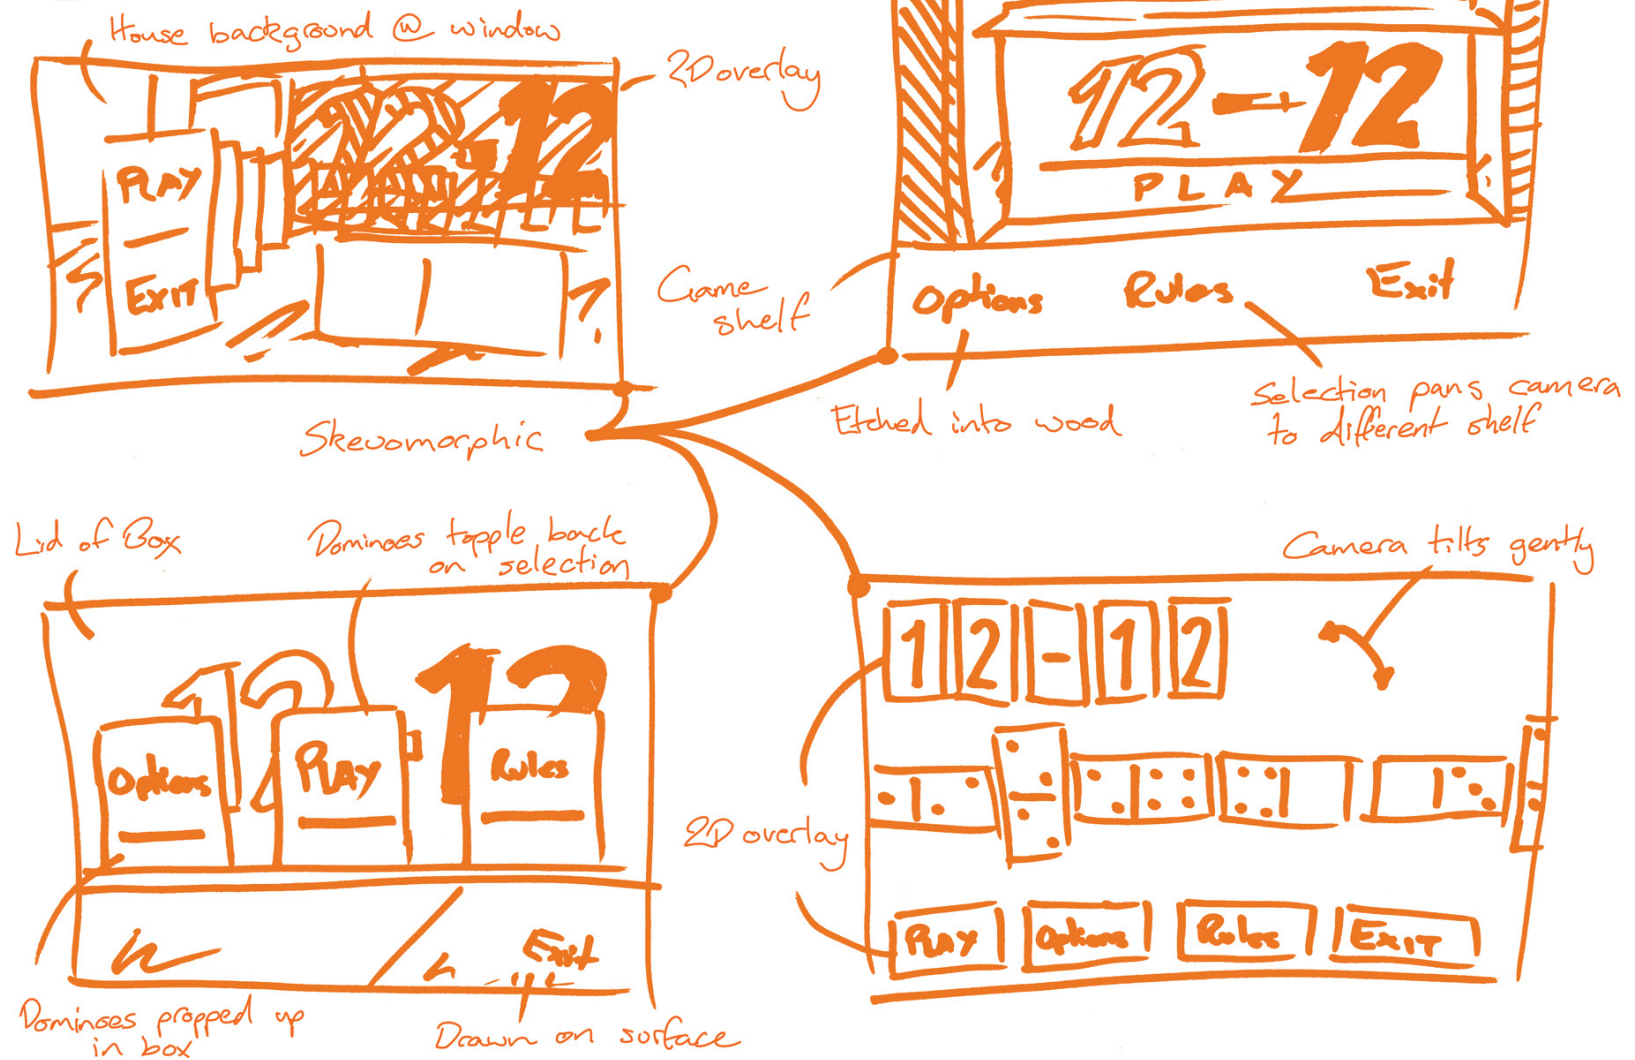 House background @ window
2D overlay
12-12
PLAY
EXIT
12-12
PLAY
Game
shelf
Options
Rules
Exit
Etched into wood
Selection pans camera
to different shelf
Skeuomorphic
Lid of Box
Dominoes topple back
on selection
12 12
Options
PLAY
Rules
Exit
Dominoes propped up
in box
Drawn on surface
Camera tilts gently
12-12
2D overlay
PLAY
Options
Rules
EXIT